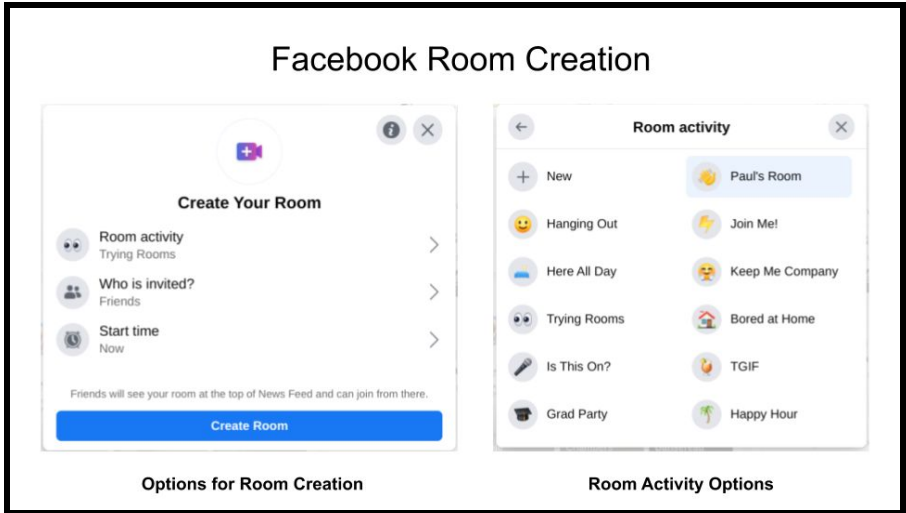 Facebook Room Creation
Create Your Room
Room activity
Trying Rooms
Who is invited?
Friends
Start time
Now
Friends will see your room at the top of News Feed and can join from there.
Create Room
Options for Room Creation
Room activity
New
Paul's Room
Hanging Out
Join Me!
Here All Day
Keep Me Company
Trying Rooms
Bored at Home
Is This On?
TGIF
Grad Party
Happy Hour
Room Activity Options